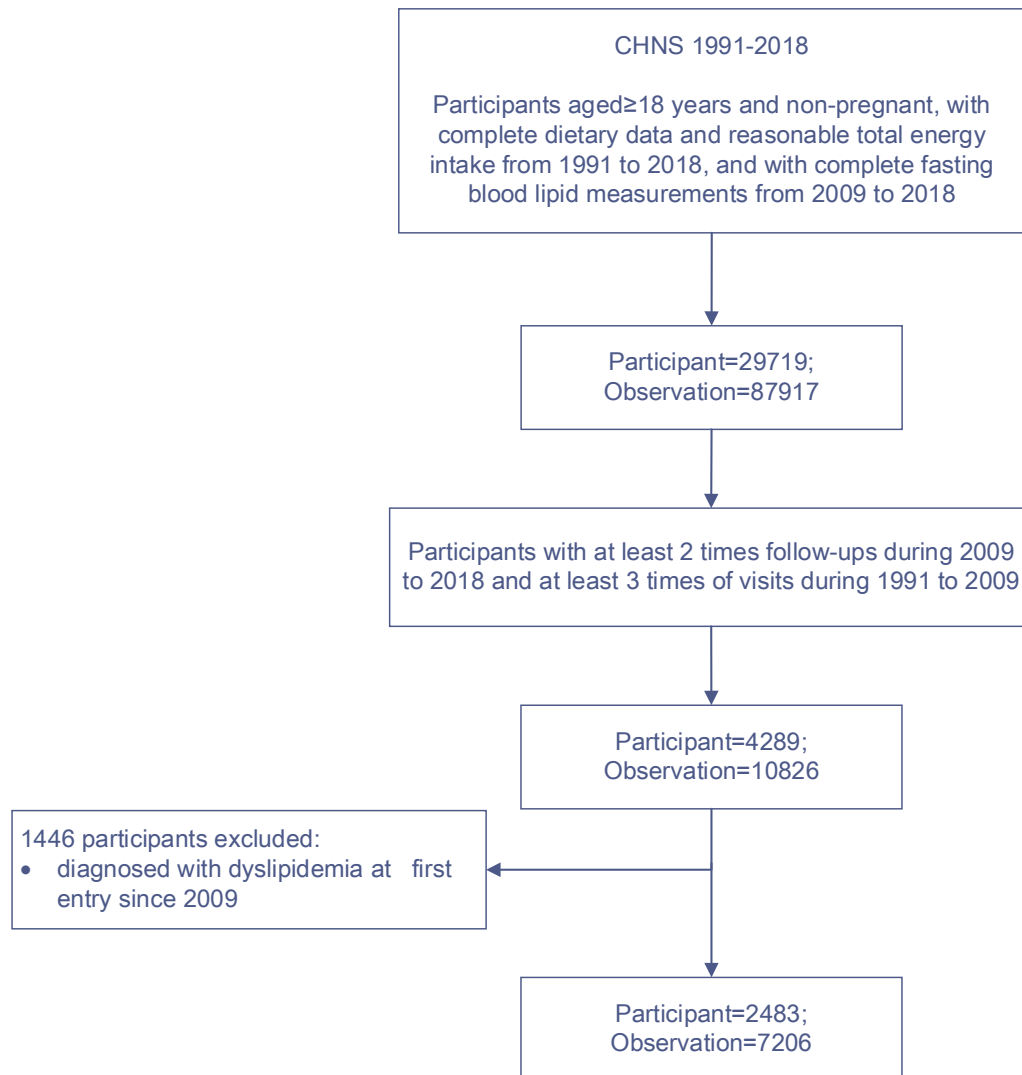 CHNS 1991-2018
Participants aged≥18 years and non-pregnant, with
complete dietary data and reasonable total energy
intake from 1991 to 2018, and with complete fasting
blood lipid measurements from 2009 to 2018
Participant=29719;
Observation=87917
Participants with at least 2 times follow-ups during 2009
to 2018 and at least 3 times of visits during 1991 to 2009
Participant=4289;
Observation=10826
1446 participants excluded:
• diagnosed with dyslipidemia at first
entry since 2009
Participant=2483;
Observation=7206